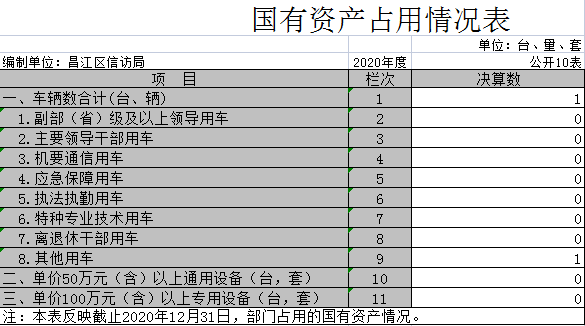 国有资产占用情况表
单位：台、量、套
编制单位：昌江区信访局 2020年度 公开10表
项 目 栏次 决算数
一、车辆数合计(台、辆) 1 1
1.副部（省）级及以上领导用车 2 0
2.主要领导干部用车 3 0
3.机要通信用车 4 0
4.应急保障用车 5 0
5.执法执勤用车 6 0
6.特种专业技术用车 7 0
7.离退休干部用车 8 0
8.其他用车 9 1
二、单价50万元（含）以上通用设备（台，套） 10 0
三、单价100万元（含）以上专用设备（台，套） 11 0
注：本表反映截止2020年12月31日，部门占用的国有资产情况。